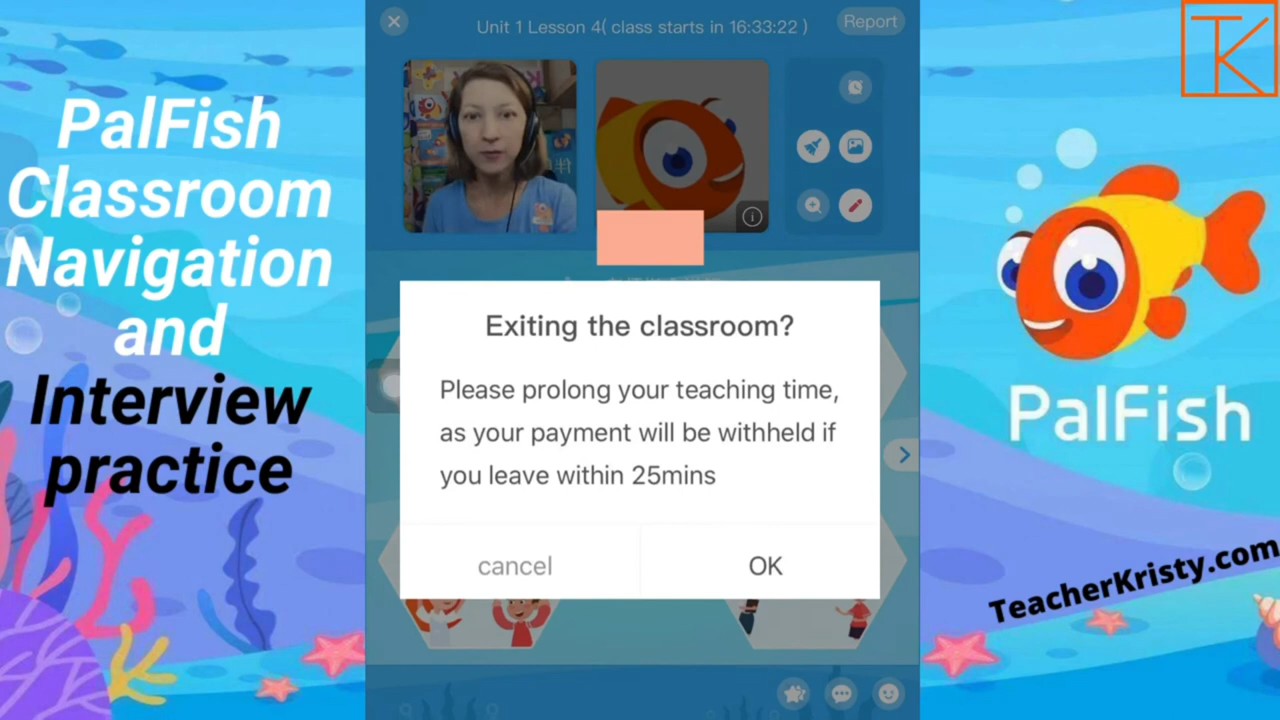 PalFish
Classroom
Navigation
and
Interview
practice
Unit 1 Lesson 4( class starts in 16:33:22 )
Report
Exiting the classroom?
Please prolong your teaching time,
as your payment will be withheld if
you leave within 25mins
cancel
OK
TK
PalFish
TeacherKristy.com